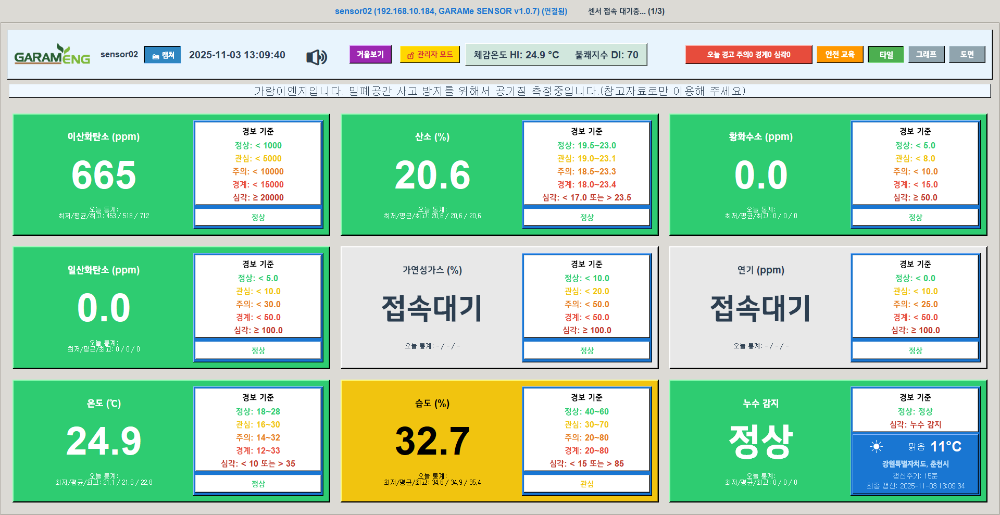 sensor02 (192.168.10.184, GARAMe SENSOR v1.0.7) (연결됨) 센서 접속 대기중... (1/3)
GARAMENG sensor02 캡처 2025-11-03 13:09:40 거울보기 관리자 모드 체감온도 HI: 24.9 °C 불쾌지수 DI: 70 오늘 경고 주의0 경계0 심각0 안전 교육 타일 그래프 도면
가람이엔지입니다. 밀폐공간 사고 방지를 위해서 공기질 측정중입니다.(참고자료로만 이용해 주세요)
이산화탄소 (ppm)
665
오늘 통계:
최저/평균/최고: 453 / 518 / 712
경보 기준
정상: < 1000
관심: < 5000
주의: < 10000
경계: < 15000
심각: ≥ 20000
정상
산소 (%)
20.6
오늘 통계:
최저/평균/최고: 20.6 / 20.6 / 20.6
경보 기준
정상: 19.5~23.0
관심: 19.0~23.1
주의: 18.5~23.3
경계: 18.0~23.4
심각: < 17.0 또는 > 23.5
정상
황화수소 (ppm)
0.0
오늘 통계:
최저/평균/최고: 0 / 0 / 0
경보 기준
정상: < 5.0
관심: < 8.0
주의: < 10.0
경계: < 15.0
심각: ≥ 50.0
정상
일산화탄소 (ppm)
0.0
오늘 통계:
최저/평균/최고: 0 / 0 / 0
경보 기준
정상: < 5.0
관심: < 10.0
주의: < 30.0
경계: < 50.0
심각: ≥ 100.0
정상
가연성가스 (%)
접속대기
오늘 통계: - / - / -
경보 기준
정상: < 10.0
관심: < 20.0
주의: < 50.0
경계: < 50.0
심각: ≥ 100.0
정상
연기 (ppm)
접속대기
오늘 통계: - / - / -
경보 기준
정상: < 0.0
관심: < 10.0
주의: < 25.0
경계: < 50.0
심각: ≥ 100.0
정상
온도 (℃)
24.9
오늘 통계:
최저/평균/최고: 21.1 / 21.6 / 22.8
경보 기준
정상: 18~28
관심: 16~30
주의: 14~32
경계: 12~33
심각: < 10 또는 > 35
정상
습도 (%)
32.7
오늘 통계:
최저/평균/최고: 34.6 / 34.9 / 35.4
경보 기준
정상: 40~60
관심: 30~70
주의: 20~80
경계: 20~80
심각: < 15 또는 > 85
관심
누수 감지
정상
오늘 통계:
최저/평균/최고: 0 / 0 / 0
경보 기준
정상: 정상
심각: 누수 감지
맑음 11°C
강원특별자치도, 춘천시
갱신주기: 15분
최종 갱신: 2025-11-03 13:09:34